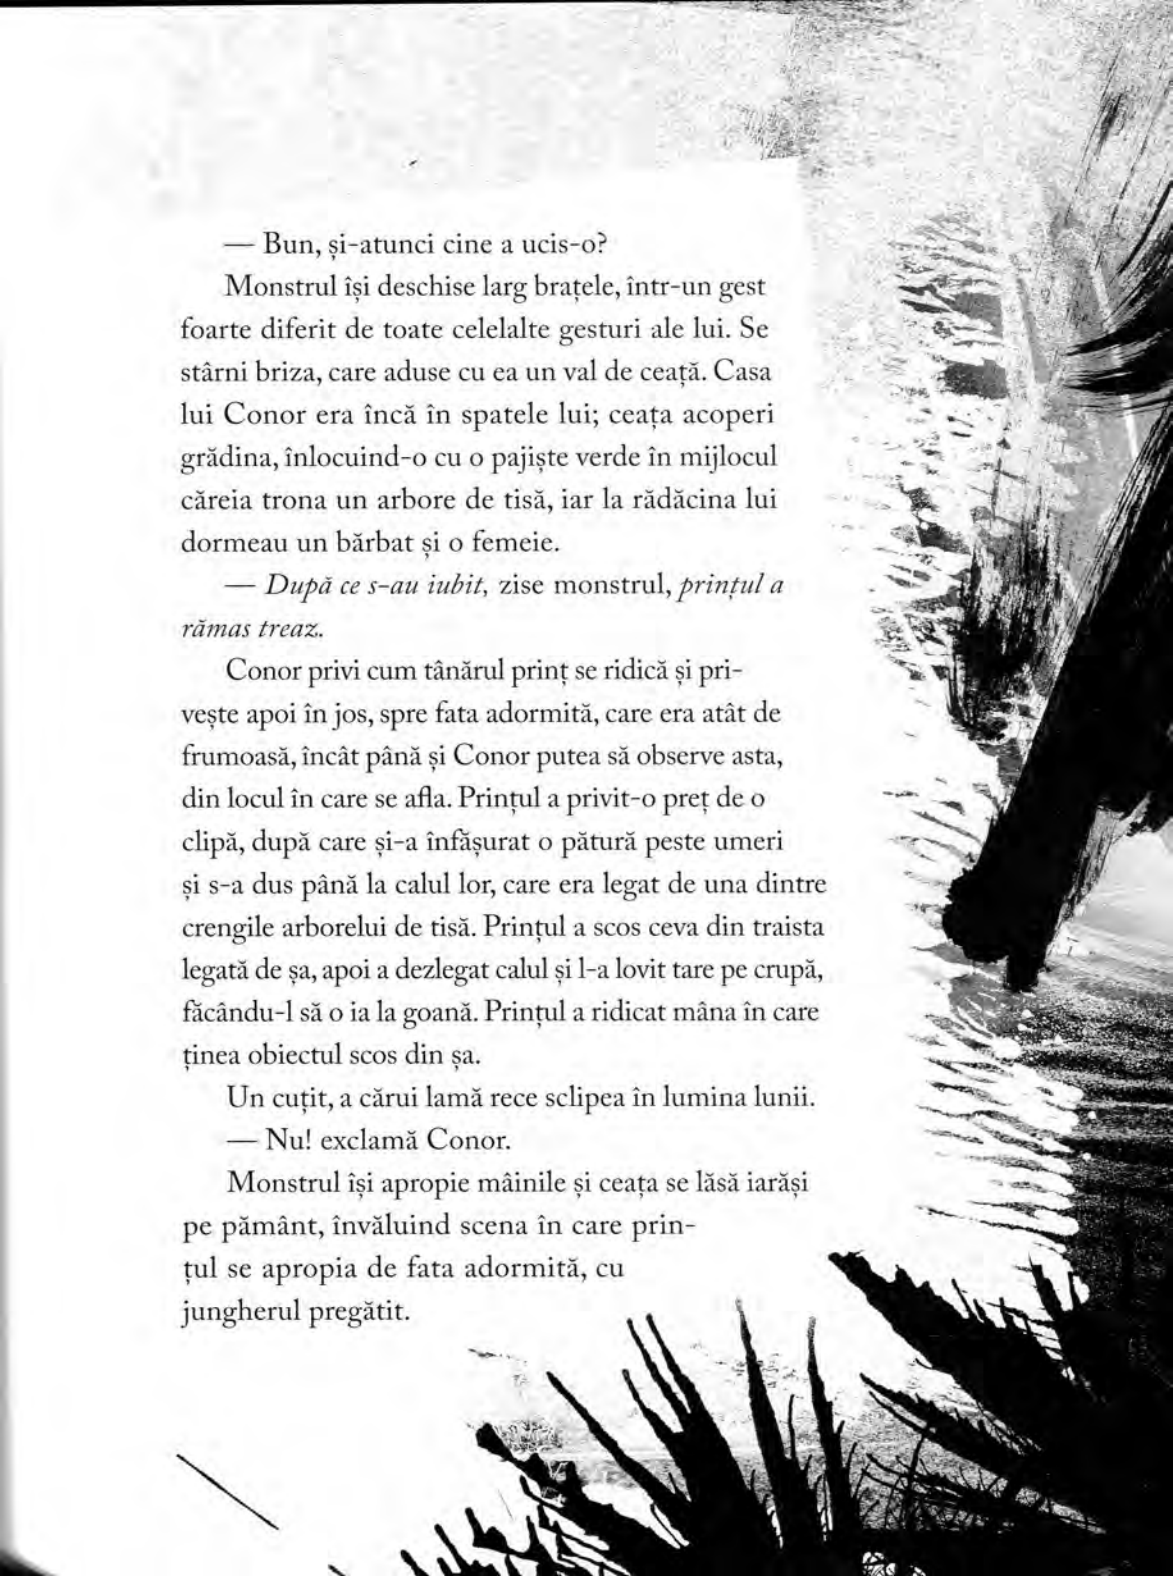 — Bun, și-atunci cine a ucis-o?
Monstrul își deschise larg brațele, într-un gest
foarte diferit de toate celelalte gesturi ale lui. Se
stârni briza, care aduse cu ea un val de ceață. Casa
lui Conor era încă în spatele lui; ceața acoperi
grădina, înlocuind-o cu o pajiște verde în mijlocul
căreia trona un arbore de tisă, iar la rădăcina lui
dormeau un bărbat și o femeie.
— După ce s-au iubit, zise monstrul, prințul a
rămas treaz.
Conor privi cum tânărul prinț se ridică și pri-
vește apoi în jos, spre fata adormită, care era atât de
frumoasă, încât până și Conor putea să observe asta,
din locul în care se afla. Prințul a privit-o preț de o
clipă, după care și-a înfășurat o pătură peste umeri
și s-a dus până la calul lor, care era legat de una dintre
crengile arborelui de tisă. Prințul a scos ceva din traista
legată de șa, apoi a dezlegat calul și l-a lovit tare pe crupă,
făcându-l să o ia la goană. Prințul a ridicat mâna în care
ținea obiectul scos din șa.
Un cuțit, a cărui lamă rece sclipea în lumina lunii.
— Nu! exclamă Conor.
Monstrul își apropie mâinile și ceața se lăsă iarăși
pe pământ, învăluind scena în care prin-
țul se apropia de fata adormită, cu
jungherul pregătit.